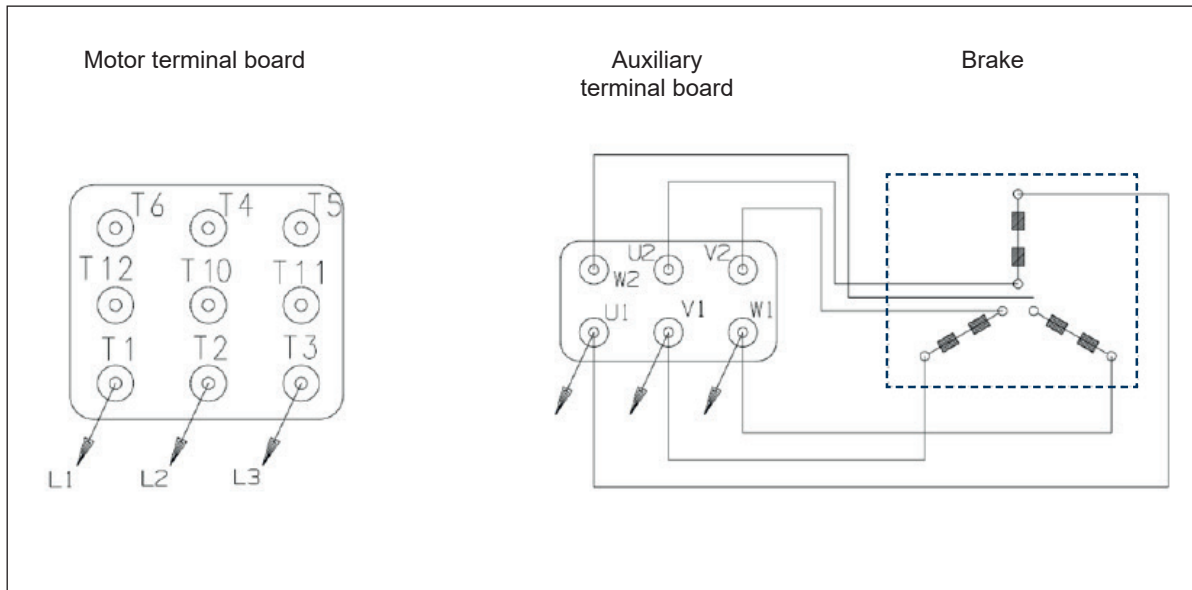 Motor terminal board
Auxiliary
terminal board
Brake
T6 T4 T5
T12 T10 T11
T1 T2 T3
L1 L2 L3
U2 V2
W2
U1 V1 W1